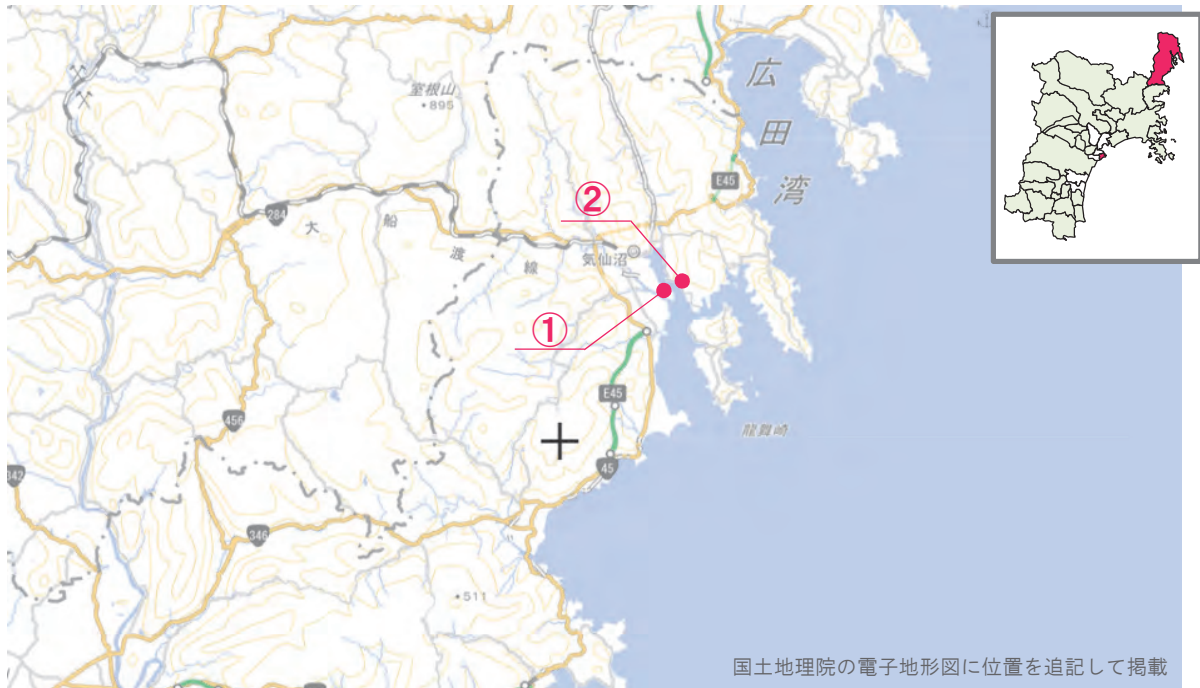 広
田
湾
室根山
・895
E45
②
284
大
船
渡
線
気仙沼
①
E45
456
龍舞崎
45
342
346
・511
国土地理院の電子地形図に位置を追記して掲載